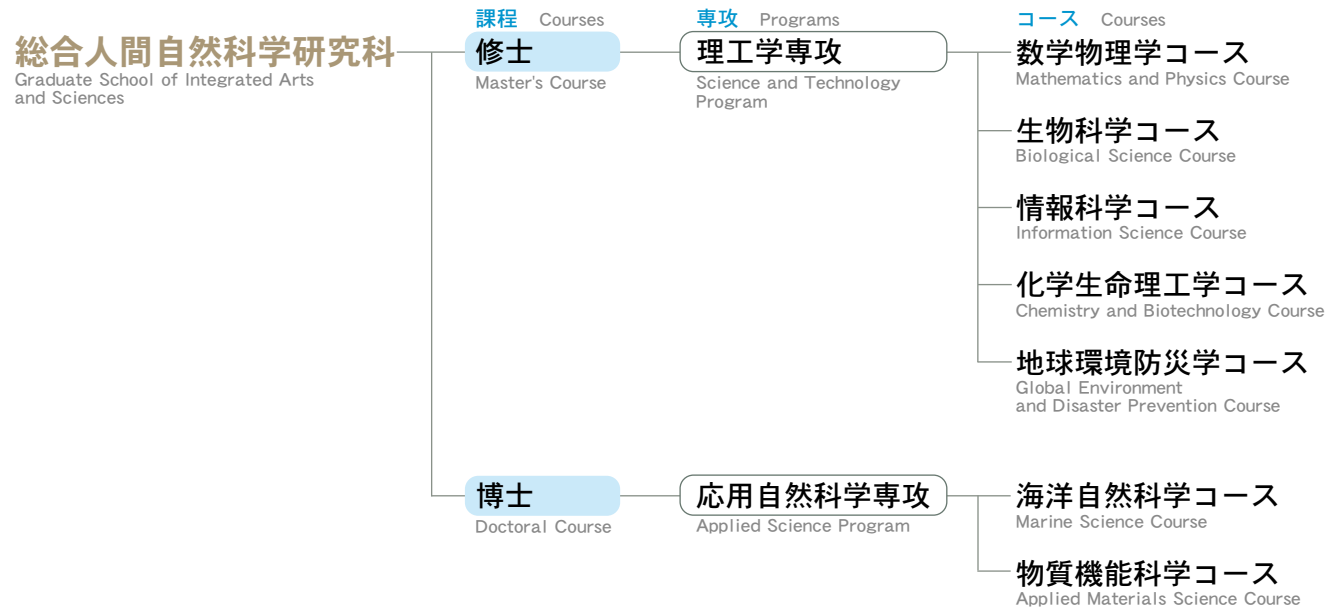 課程 Courses
専攻 Programs
コース Courses
総合人間自然科学研究科
Graduate School of Integrated Arts
and Sciences
修士
Master's Course
理工学専攻
Science and Technology
Program
数学物理学コース
Mathematics and Physics Course
生物科学コース
Biological Science Course
情報科学コース
Information Science Course
化学生命理工学コース
Chemistry and Biotechnology Course
地球環境防災学コース
Global Environment
and Disaster Prevention Course
博士
Doctoral Course
応用自然科学専攻
Applied Science Program
海洋自然科学コース
Marine Science Course
物質機能科学コース
Applied Materials Science Course